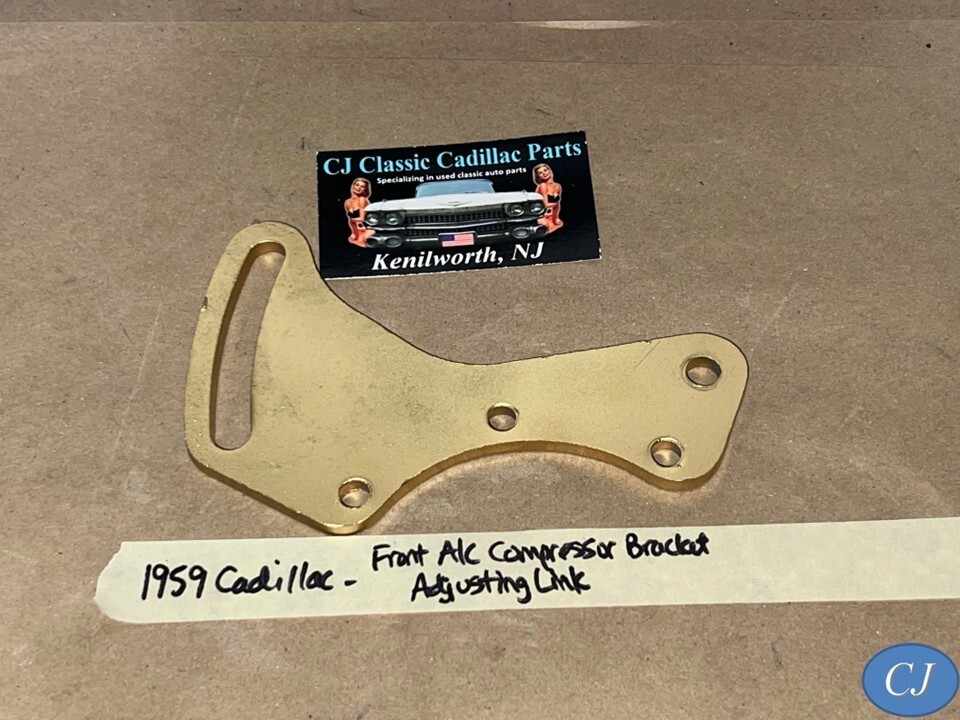 CJ Classic Cadillac Parts
Specializing in used classic auto parts
Kenilworth, NJ
1959 Cadillac - Front A/C Compressor Bracket
Adjusting Link
CJ